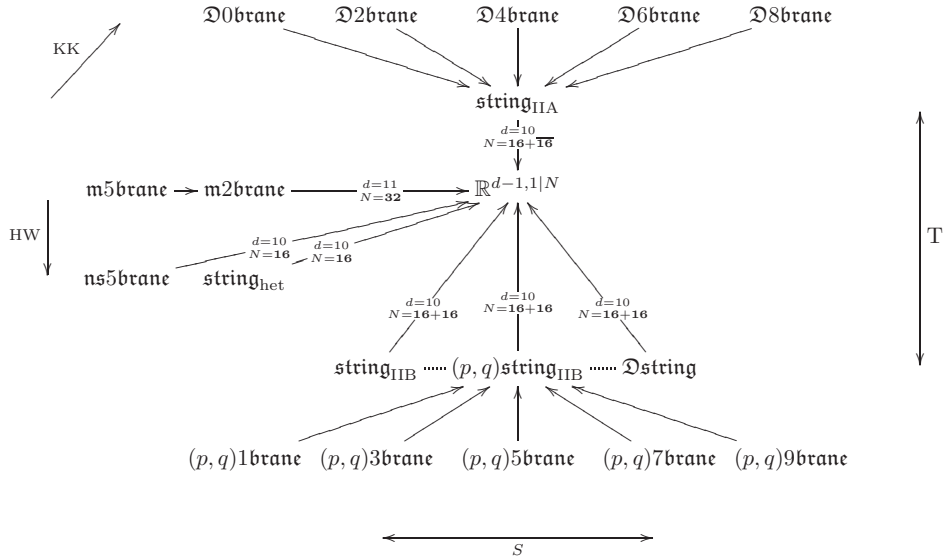 𝔇0𝔟𝔯𝔞𝔫𝔢 𝔇2𝔟𝔯𝔞𝔫𝔢 𝔇4𝔟𝔯𝔞𝔫𝔢 𝔇6𝔟𝔯𝔞𝔫𝔢 𝔇8𝔟𝔯𝔞𝔫𝔢
KK
𝔰𝔱𝔯𝔦𝔫𝔤_IIA
d=10
N=16+1̅6̅
𝔪5𝔟𝔯𝔞𝔫𝔢 𝔪2𝔟𝔯𝔞𝔫𝔢 d=11 ℝ^{d−1,1|N}
N=32
HW T
d=10 d=10
N=16 N=16
𝔫𝔰5𝔟𝔯𝔞𝔫𝔢 𝔰𝔱𝔯𝔦𝔫𝔤_het
d=10 d=10 d=10
N=16+16 N=16+16 N=16+16
𝔰𝔱𝔯𝔦𝔫𝔤_IIB (p, q)𝔰𝔱𝔯𝔦𝔫𝔤_IIB 𝔇𝔰𝔱𝔯𝔦𝔫𝔤
(p, q)1𝔟𝔯𝔞𝔫𝔢 (p, q)3𝔟𝔯𝔞𝔫𝔢 (p, q)5𝔟𝔯𝔞𝔫𝔢 (p, q)7𝔟𝔯𝔞𝔫𝔢 (p, q)9𝔟𝔯𝔞𝔫𝔢
S